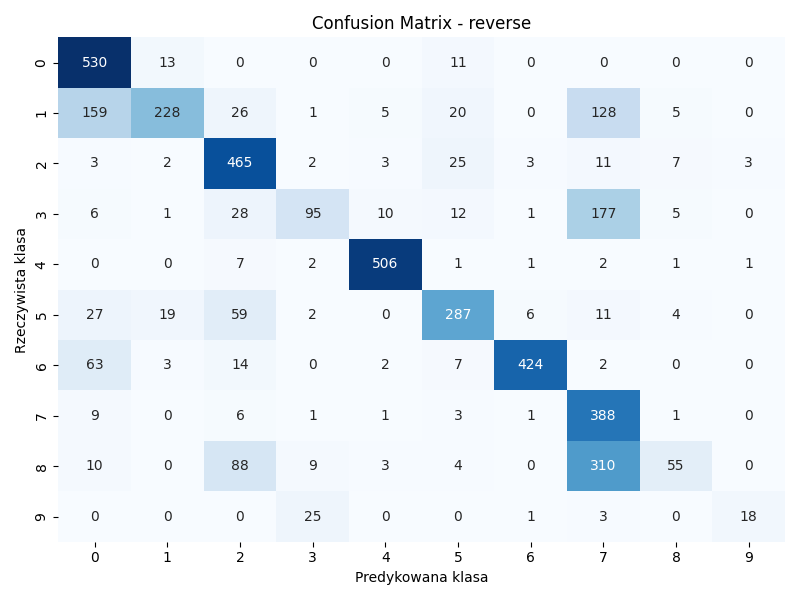 Confusion Matrix - reverse
Rzeczywista klasa
0 530 13 0 0 0 11 0 0 0 0
1 159 228 26 1 5 20 0 128 5 0
2 3 2 465 2 3 25 3 11 7 3
3 6 1 28 95 10 12 1 177 5 0
4 0 0 7 2 506 1 1 2 1 1
5 27 19 59 2 0 287 6 11 4 0
6 63 3 14 0 2 7 424 2 0 0
7 9 0 6 1 1 3 1 388 1 0
8 10 0 88 9 3 4 0 310 55 0
9 0 0 0 25 0 0 1 3 0 18
0 1 2 3 4 5 6 7 8 9
Predykowana klasa